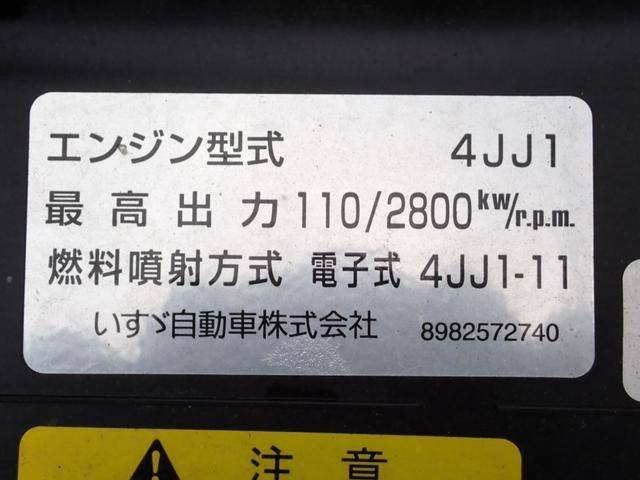 エンジン型式 4JJ1
最高出力 110/2800 kw/r.p.m.
燃料噴射方式 電子式 4JJ1-11
いすゞ自動車株式会社 8982572740
注意